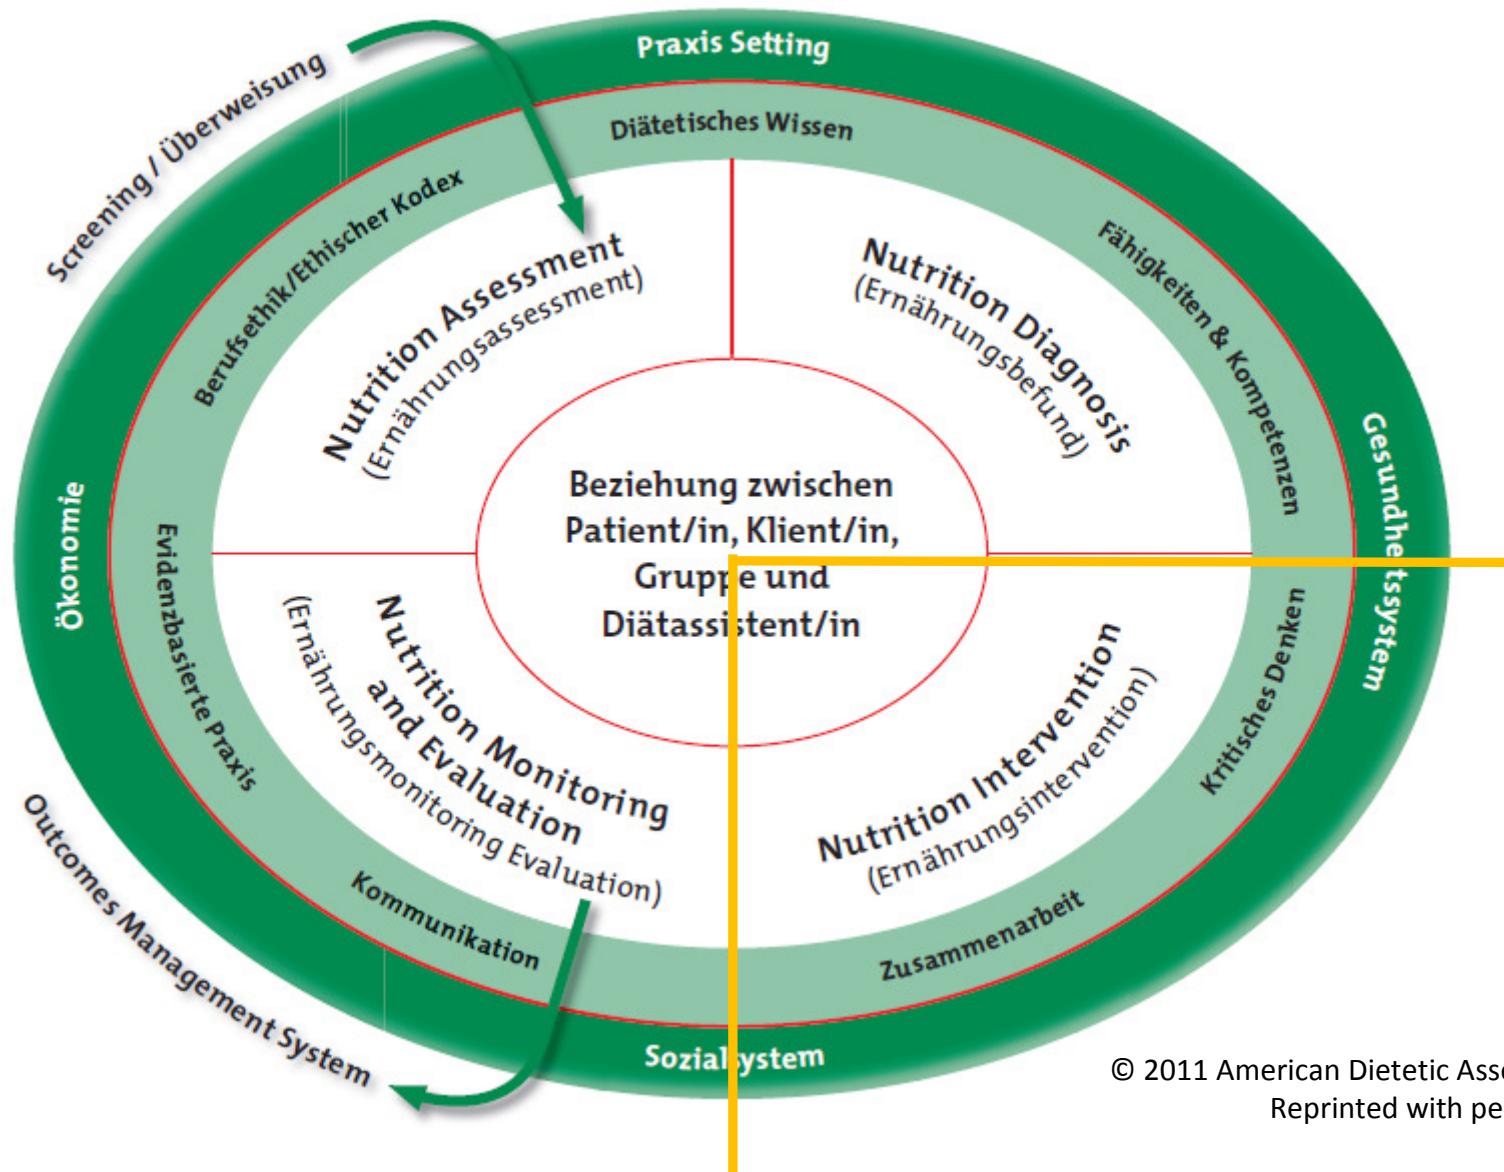 Praxis Setting
Screening / Überweisung
Diätetisches Wissen
Berufsethik/Ethischer Kodex
Fähigkeiten & Kompetenzen
Nutrition Assessment
(Ernährungsassessment)
Nutrition Diagnosis
(Ernährungsbefund)
Gesundheitssystem
Ökonomie
Beziehung zwischen
Patient/in, Klient/in,
Gruppe und
Diätassistent/in
Evidenzbasierte Praxis
Kritisches Denken
Nutrition Monitoring
and Evaluation
(Ernährungsmonitoring Evaluation)
Nutrition Intervention
(Ernährungsintervention)
Kommunikation
Zusammenarbeit
Outcomes Management System
Sozialsystem
© 2011 American Dietetic Asso
Reprinted with pe